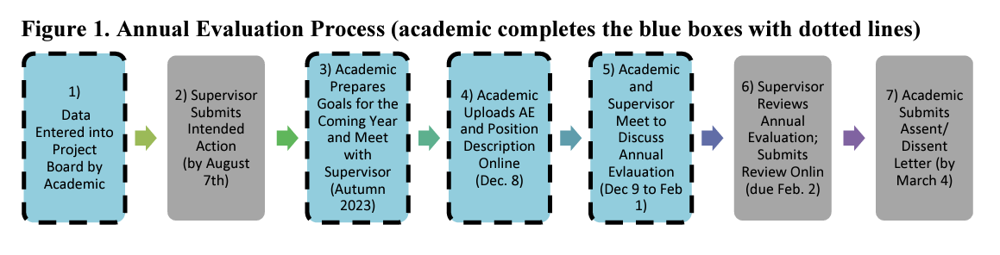 Figure 1. Annual Evaluation Process (academic completes the blue boxes with dotted lines)
1)
Data
Entered into
Project
Board by
Academic
2) Supervisor
Submits
Intended
Action
(by August
7th)
3) Academic
Prepares
Goals for the
Coming Year
and Meet
with
Supervisor
(Autumn
2023)
4) Academic
Uploads AE
and Position
Description
Online
(Dec. 8)
5) Academic
and
Supervisor
Meet to
Discuss
Annual
Evlauation
(Dec 9 to Feb
1)
6) Supervisor
Reviews
Annual
Evaluation;
Submits
Review Onlin
(due Feb. 2)
7) Academic
Submits
Assent/
Dissent
Letter (by
March 4)